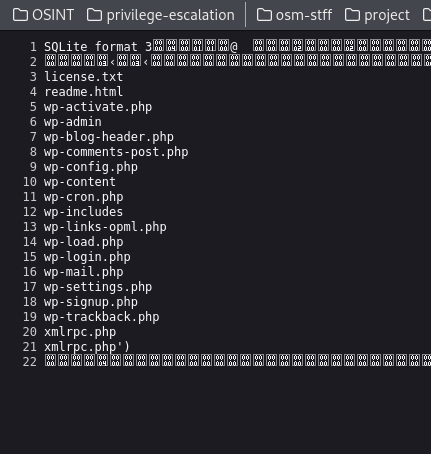 OSINT privilege-escalation osm-stff project
1 SQLite format 3 @
2 ‹ ‹
3 license.txt
4 readme.html
5 wp-activate.php
6 wp-admin
7 wp-blog-header.php
8 wp-comments-post.php
9 wp-config.php
10 wp-content
11 wp-cron.php
12 wp-includes
13 wp-links-opml.php
14 wp-load.php
15 wp-login.php
16 wp-mail.php
17 wp-settings.php
18 wp-signup.php
19 wp-trackback.php
20 xmlrpc.php
21 xmlrpc.php')
22